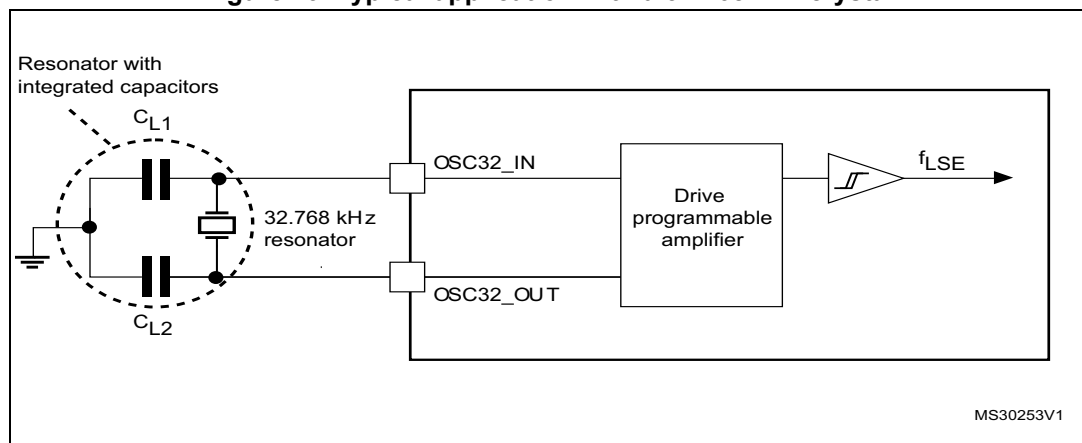 Resonator with
integrated capacitors
CL1
OSC32_IN
fLSE
Drive
programmable
amplifier
32.768 kHz
resonator
OSC32_OUT
CL2
MS30253V1